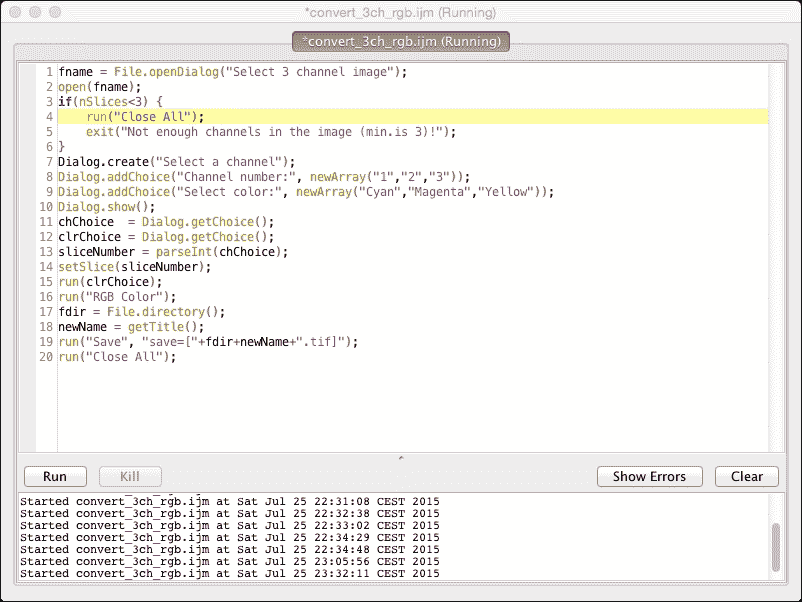 *convert_3ch_rgb.ijm (Running)
*convert_3ch_rgb.ijm (Running)
1 fname = File.openDialog("Select 3 channel image");
2 open(fname);
3 if(nSlices<3) {
4     run("Close All");
5     exit("Not enough channels in the image (min.is 3)!");
6 }
7 Dialog.create("Select a channel");
8 Dialog.addChoice("Channel number:", newArray("1","2","3"));
9 Dialog.addChoice("Select color:", newArray("Cyan","Magenta","Yellow"));
10 Dialog.show();
11 chChoice  = Dialog.getChoice();
12 clrChoice = Dialog.getChoice();
13 sliceNumber = parseInt(chChoice);
14 setSlice(sliceNumber);
15 run(clrChoice);
16 run("RGB Color");
17 fdir = File.directory();
18 newName = getTitle();
19 run("Save", "save=["+fdir+newName+".tif]");
20 run("Close All");
Run Kill Show Errors Clear
Started convert_3ch_rgb.ijm at Sat Jul 25 22:31:08 CEST 2015
Started convert_3ch_rgb.ijm at Sat Jul 25 22:32:38 CEST 2015
Started convert_3ch_rgb.ijm at Sat Jul 25 22:33:02 CEST 2015
Started convert_3ch_rgb.ijm at Sat Jul 25 22:34:29 CEST 2015
Started convert_3ch_rgb.ijm at Sat Jul 25 22:34:48 CEST 2015
Started convert_3ch_rgb.ijm at Sat Jul 25 23:05:56 CEST 2015
Started convert_3ch_rgb.ijm at Sat Jul 25 23:32:11 CEST 2015